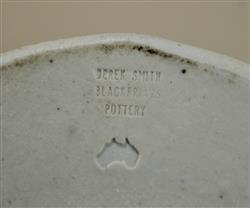 DEREK SMITH
BLACKFRIARS
POTTERY